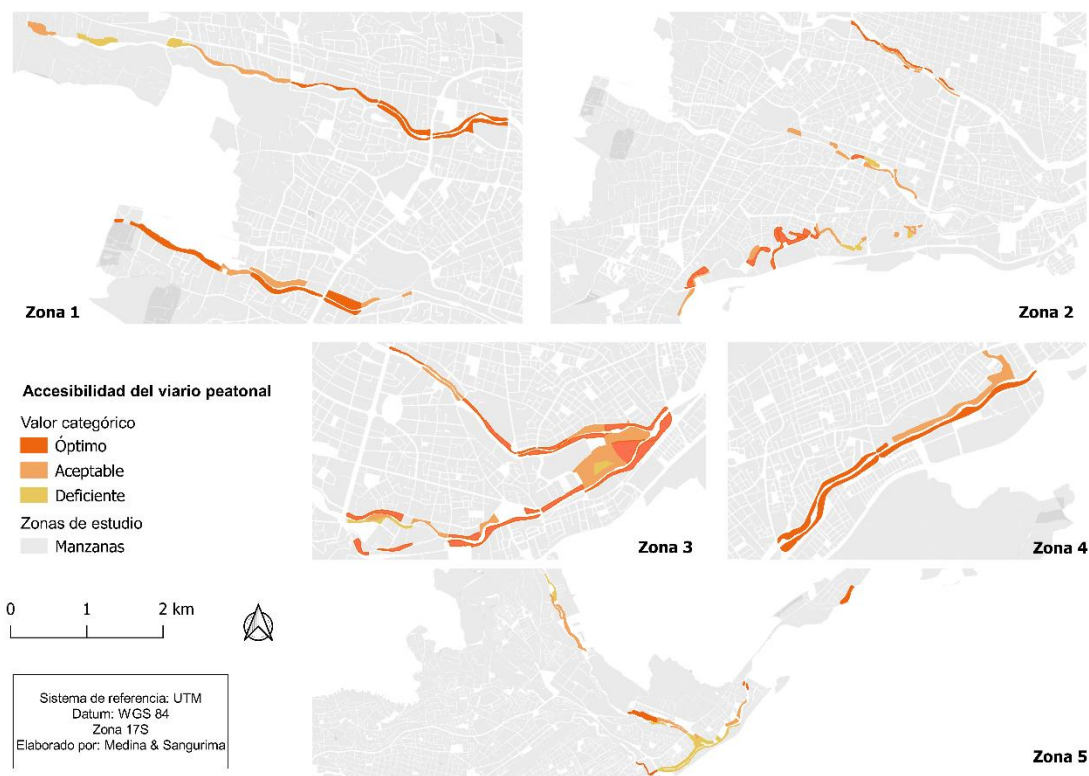 Zona 1
Zona 2
Accesibilidad del viario peatonal
Valor categórico
Óptimo
Aceptable
Deficiente
Zonas de estudio
Manzanas
Zona 3
Zona 4
0 1 2 km
Sistema de referencia: UTM
Datum: WGS 84
Zona 17S
Elaborado por: Medina & Sangurima
Zona 5